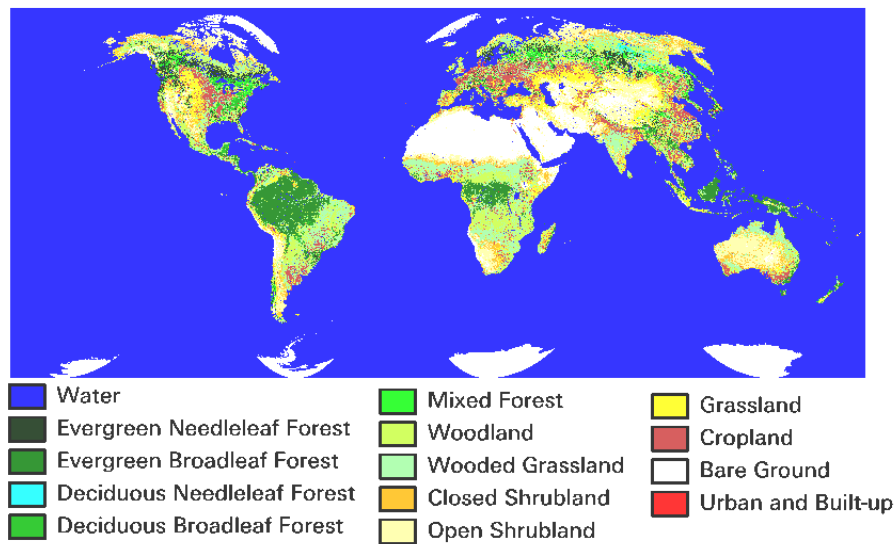 Water
Evergreen Needleleaf Forest
Evergreen Broadleaf Forest
Deciduous Needleleaf Forest
Deciduous Broadleaf Forest
Mixed Forest
Woodland
Wooded Grassland
Closed Shrubland
Open Shrubland
Grassland
Cropland
Bare Ground
Urban and Built-up